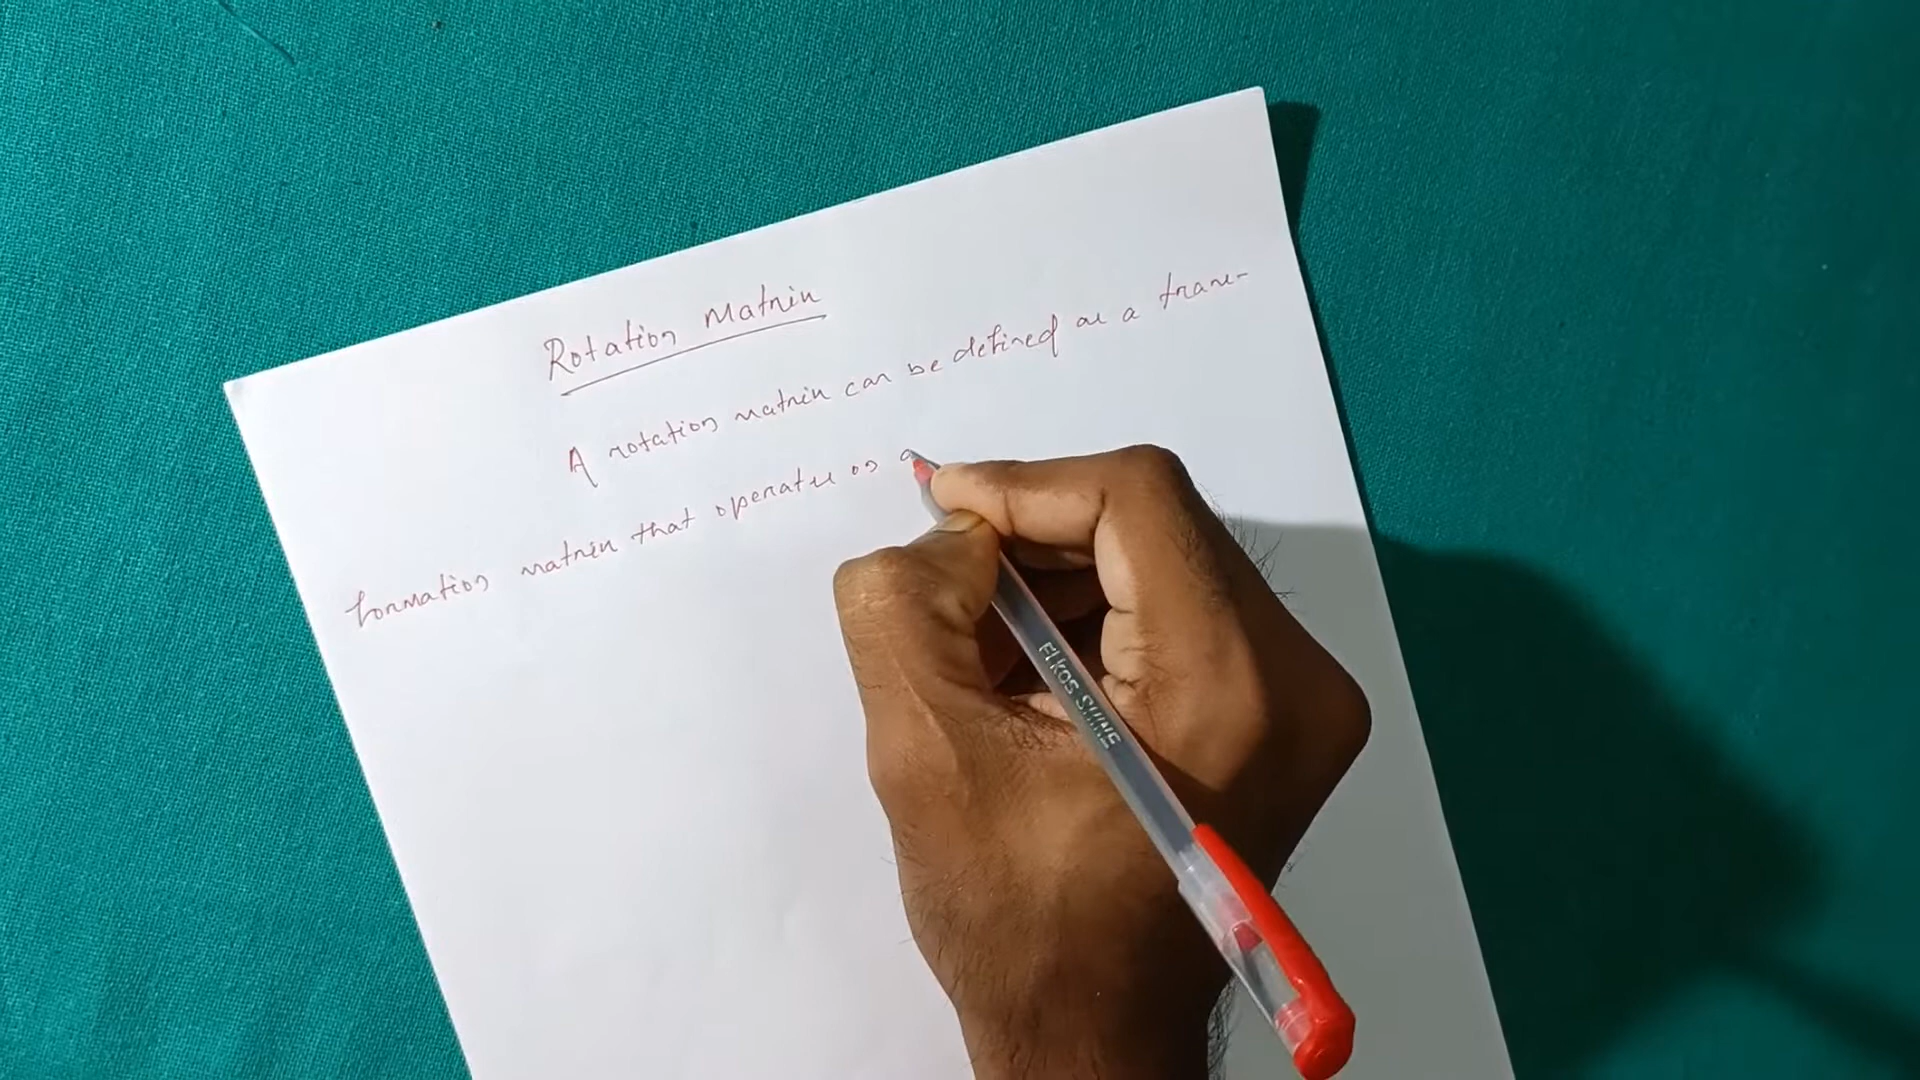 Rotation Matrix
A rotation matrix can be defined as a trans-
formation matrix that operates on a
ELKOS SHINE